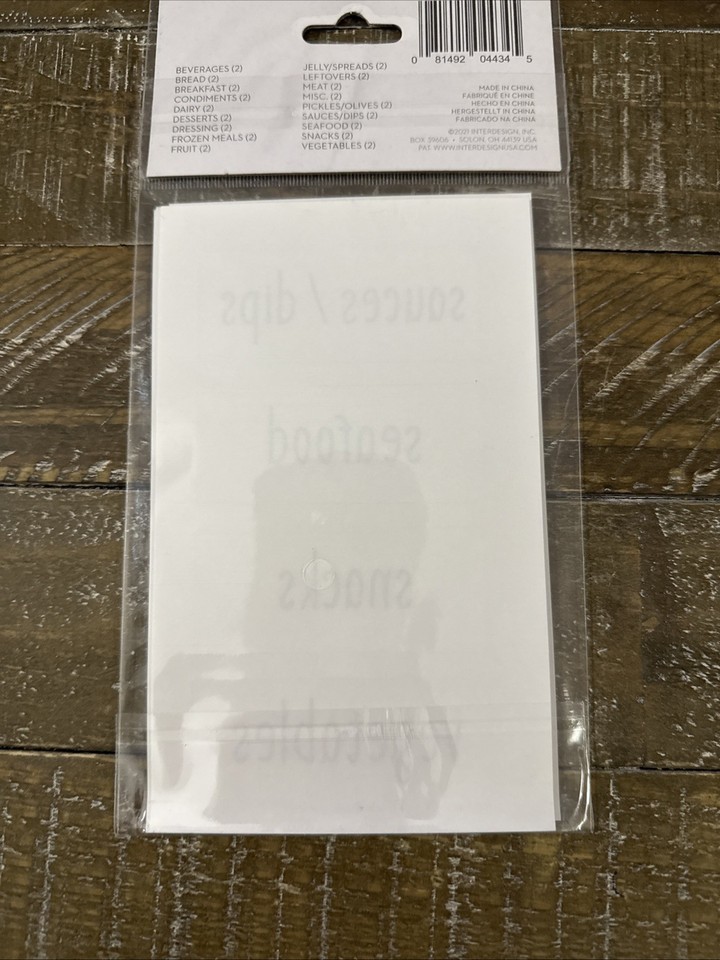 0 81492 04434 5
BEVERAGES (2)
BREAD (2)
BREAKFAST (2)
CONDIMENTS (2)
DAIRY (2)
DESSERTS (2)
DRESSING (2)
FROZEN MEALS (2)
FRUIT (2)
JELLY/SPREADS (2)
LEFTOVERS (2)
MEAT (2)
MISC. (2)
PICKLES/OLIVES (2)
SAUCES/DIPS (2)
SEAFOOD (2)
SNACKS (2)
VEGETABLES (2)
MADE IN CHINA
FABRIQUÉ EN CHINE
HECHO EN CHINA
HERGESTELLT IN CHINA
FABRICADO NA CHINA
©2021 INTERDESIGN, INC.
BOX 39606 • SOLON, OH 44139 USA
PAT. WWW.INTERDESIGNUSA.COM
sauces / dips
seafood
snacks
vegetables